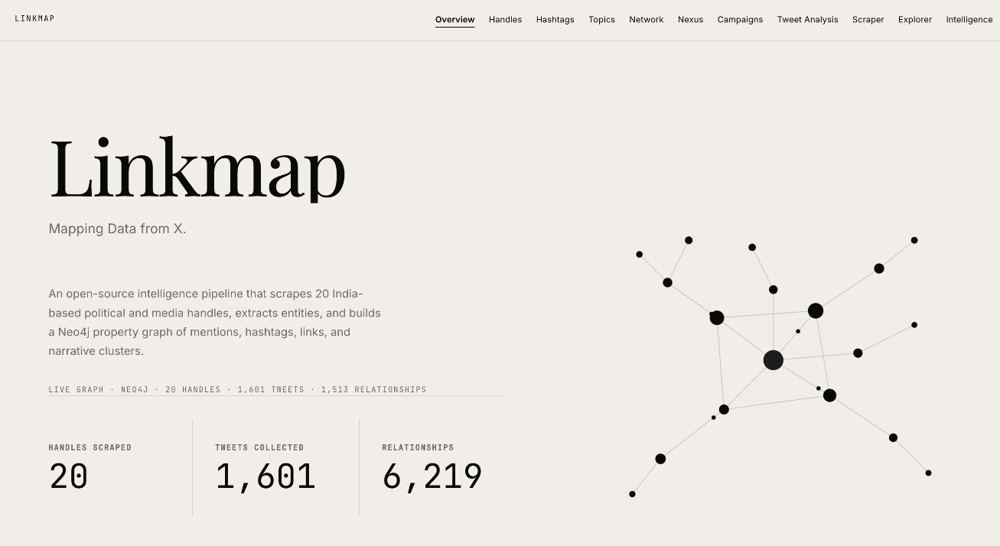 LINKMAP
Overview Handles Hashtags Topics Network Nexus Campaigns Tweet Analysis Scraper Explorer Intelligence
Linkmap
Mapping Data from X.
An open-source intelligence pipeline that scrapes 20 India-
based political and media handles, extracts entities, and builds
a Neo4j property graph of mentions, hashtags, links, and
narrative clusters.
LIVE GRAPH · NEO4J · 20 HANDLES · 1,601 TWEETS · 1,513 RELATIONSHIPS
HANDLES SCRAPED
20
TWEETS COLLECTED
1,601
RELATIONSHIPS
6,219